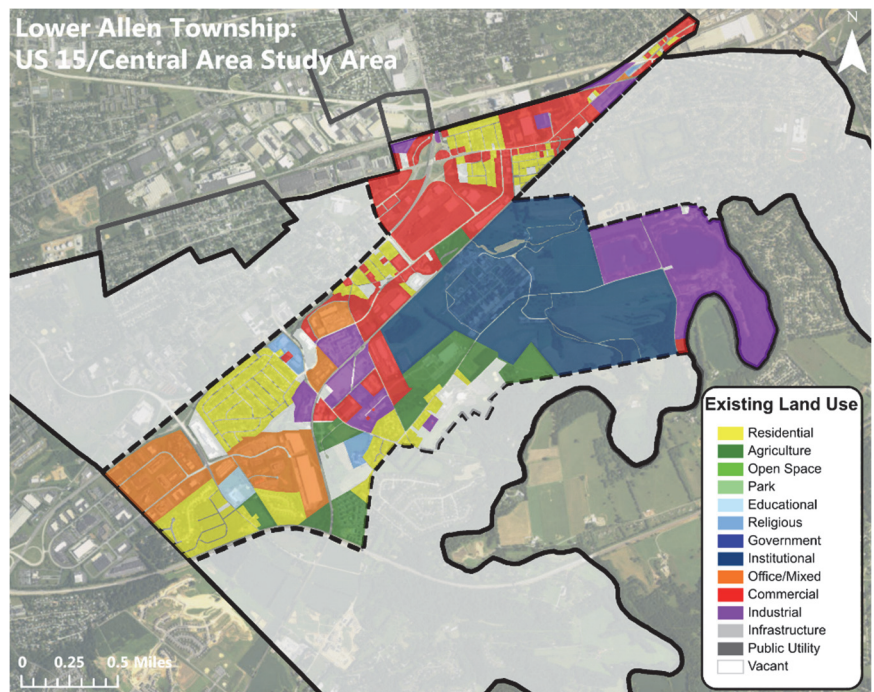 Lower Allen Township:
US 15/Central Area Study Area
N
Existing Land Use
Residential
Agriculture
Open Space
Park
Educational
Religious
Government
Institutional
Office/Mixed
Commercial
Industrial
Infrastructure
Public Utility
Vacant
0 0.25 0.5 Miles